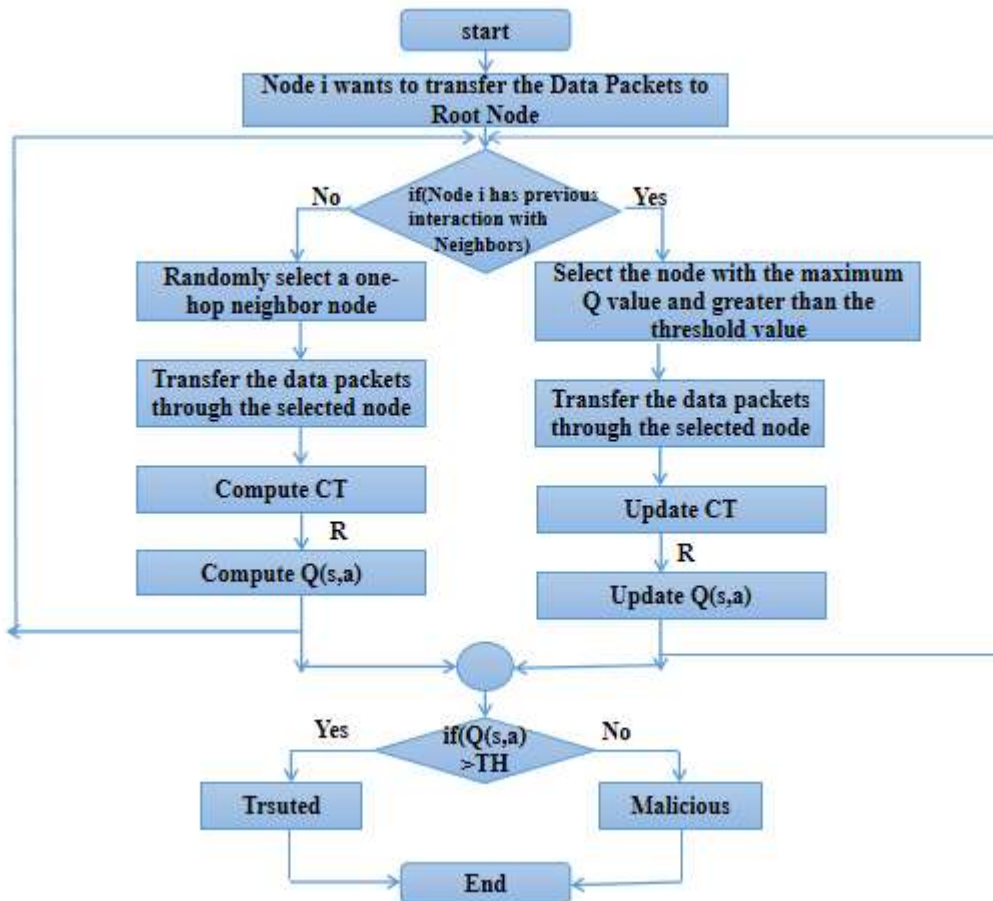 start
Node i wants to transfer the Data Packets to
Root Node
No
if(Node i has previous
interaction with
Neighbors)
Yes
Randomly select a one-
hop neighbor node
Select the node with the maximum
Q value and greater than the
threshold value
Transfer the data packets
through the selected node
Transfer the data packets
through the selected node
Compute CT
Update CT
R
R
Compute Q(s,a)
Update Q(s,a)
Yes
if(Q(s,a)
>TH
No
Trsuted
Malicious
End